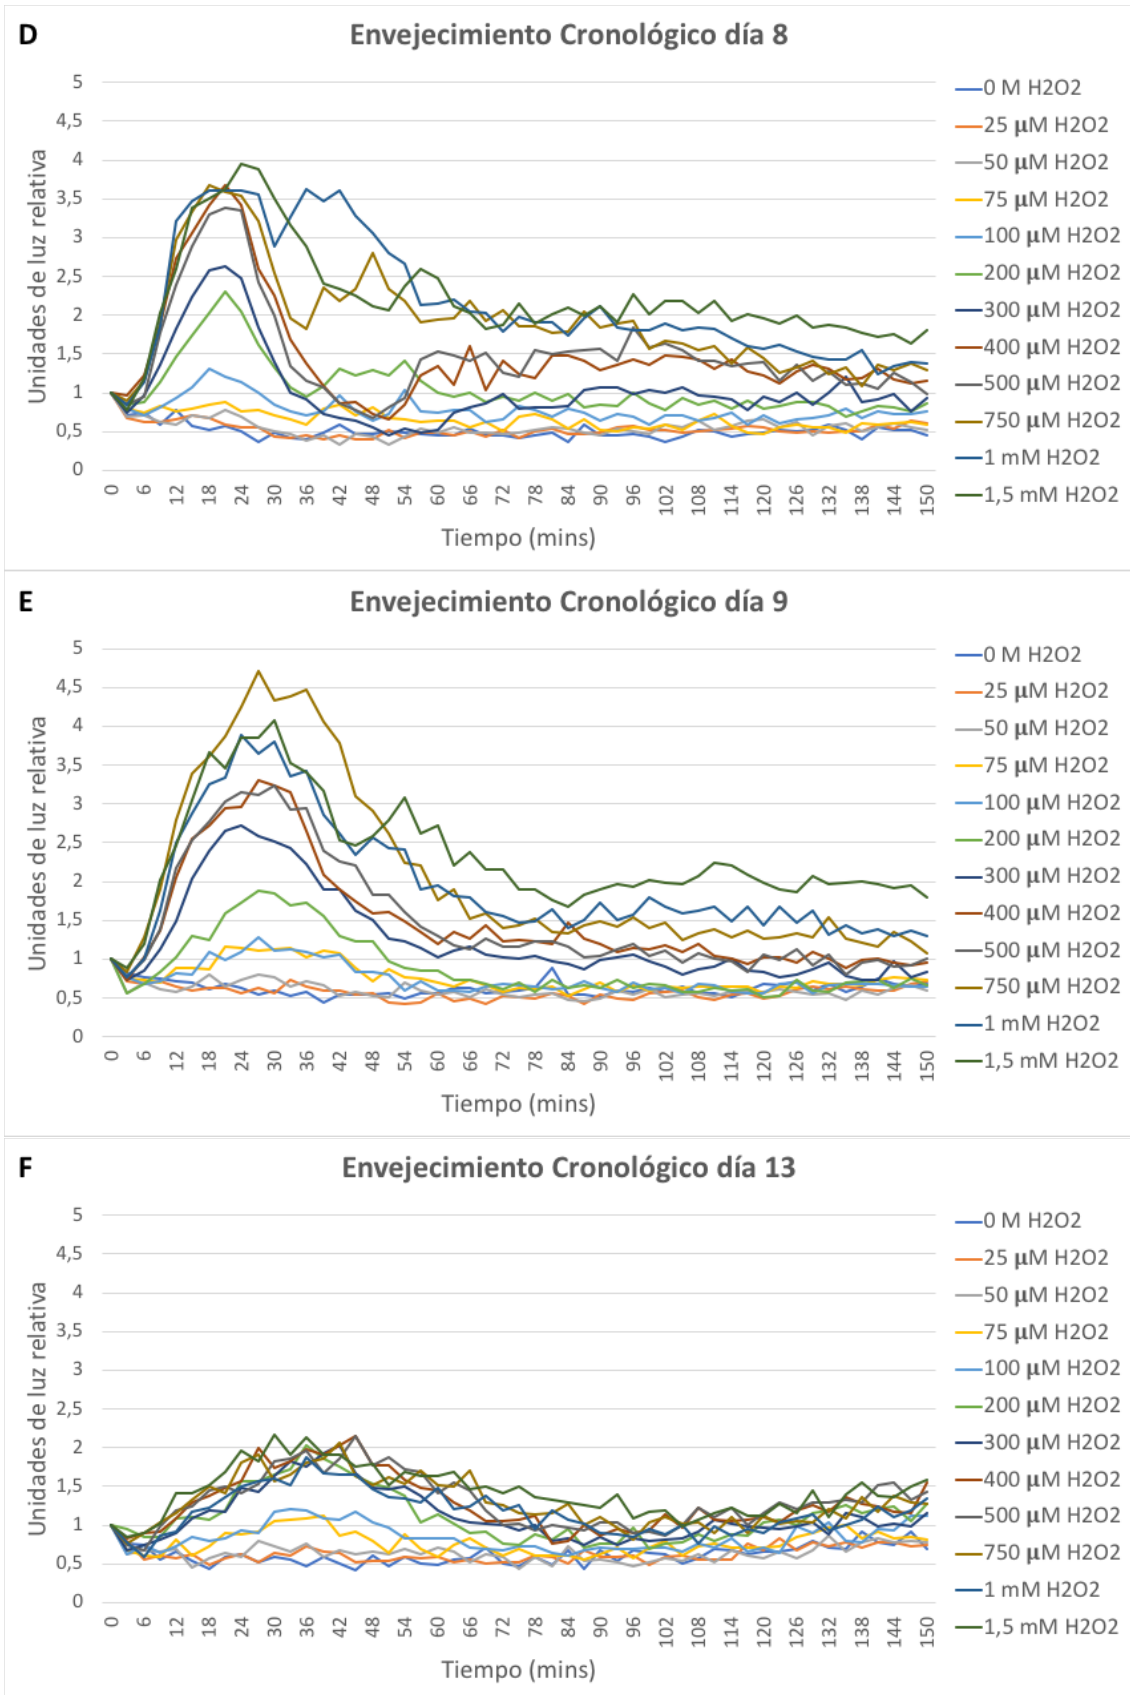 D
Envejecimiento Cronológico día 8
Unidades de luz relativa
5
4,5
4
3,5
3
2,5
2
1,5
1
0,5
0
0 6 12 18 24 30 36 42 48 54 60 66 72 78 84 90 96 102 108 114 120 126 132 138 144 150
Tiempo (mins)
0 M H2O2
25 µM H2O2
50 µM H2O2
75 µM H2O2
100 µM H2O2
200 µM H2O2
300 µM H2O2
400 µM H2O2
500 µM H2O2
750 µM H2O2
1 mM H2O2
1,5 mM H2O2
E
Envejecimiento Cronológico día 9
Unidades de luz relativa
5
4,5
4
3,5
3
2,5
2
1,5
1
0,5
0
0 6 12 18 24 30 36 42 48 54 60 66 72 78 84 90 96 102 108 114 120 126 132 138 144 150
Tiempo (mins)
0 M H2O2
25 µM H2O2
50 µM H2O2
75 µM H2O2
100 µM H2O2
200 µM H2O2
300 µM H2O2
400 µM H2O2
500 µM H2O2
750 µM H2O2
1 mM H2O2
1,5 mM H2O2
F
Envejecimiento Cronológico día 13
Unidades de luz relativa
5
4,5
4
3,5
3
2,5
2
1,5
1
0,5
0
0 6 12 18 24 30 36 42 48 54 60 66 72 78 84 90 96 102 108 114 120 126 132 138 144 150
Tiempo (mins)
0 M H2O2
25 µM H2O2
50 µM H2O2
75 µM H2O2
100 µM H2O2
200 µM H2O2
300 µM H2O2
400 µM H2O2
500 µM H2O2
750 µM H2O2
1 mM H2O2
1,5 mM H2O2